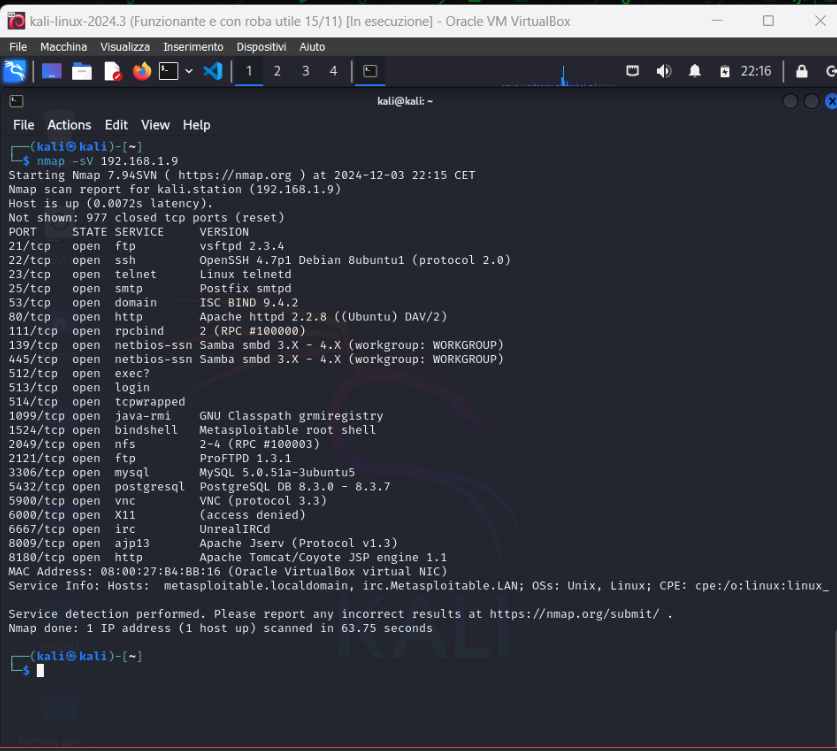 kali-linux-2024.3 (Funzionante e con roba utile 15/11) [In esecuzione] - Oracle VM VirtualBox
File Macchina Visualizza Inserimento Dispositivi Aiuto
1 2 3 4 22:16
kali@kali: ~
File Actions Edit View Help
┌──(kali㉿kali)-[~]
└─$ nmap -sV 192.168.1.9
Starting Nmap 7.94SVN ( https://nmap.org ) at 2024-12-03 22:15 CET
Nmap scan report for kali.station (192.168.1.9)
Host is up (0.0072s latency).
Not shown: 977 closed tcp ports (reset)
PORT     STATE SERVICE     VERSION
21/tcp   open  ftp         vsftpd 2.3.4
22/tcp   open  ssh         OpenSSH 4.7p1 Debian 8ubuntu1 (protocol 2.0)
23/tcp   open  telnet      Linux telnetd
25/tcp   open  smtp        Postfix smtpd
53/tcp   open  domain      ISC BIND 9.4.2
80/tcp   open  http        Apache httpd 2.2.8 ((Ubuntu) DAV/2)
111/tcp  open  rpcbind     2 (RPC #100000)
139/tcp  open  netbios-ssn Samba smbd 3.X - 4.X (workgroup: WORKGROUP)
445/tcp  open  netbios-ssn Samba smbd 3.X - 4.X (workgroup: WORKGROUP)
512/tcp  open  exec?
513/tcp  open  login
514/tcp  open  tcpwrapped
1099/tcp open  java-rmi    GNU Classpath grmiregistry
1524/tcp open  bindshell   Metasploitable root shell
2049/tcp open  nfs         2-4 (RPC #100003)
2121/tcp open  ftp         ProFTPD 1.3.1
3306/tcp open  mysql       MySQL 5.0.51a-3ubuntu5
5432/tcp open  postgresql  PostgreSQL DB 8.3.0 - 8.3.7
5900/tcp open  vnc         VNC (protocol 3.3)
6000/tcp open  X11         (access denied)
6667/tcp open  irc         UnrealIRCd
8009/tcp open  ajp13       Apache Jserv (Protocol v1.3)
8180/tcp open  http        Apache Tomcat/Coyote JSP engine 1.1
MAC Address: 08:00:27:B4:BB:16 (Oracle VirtualBox virtual NIC)
Service Info: Hosts:  metasploitable.localdomain, irc.Metasploitable.LAN; OSs: Unix, Linux; CPE: cpe:/o:linux:linux_
Service detection performed. Please report any incorrect results at https://nmap.org/submit/ .
Nmap done: 1 IP address (1 host up) scanned in 63.75 seconds
┌──(kali㉿kali)-[~]
└─$
KALI